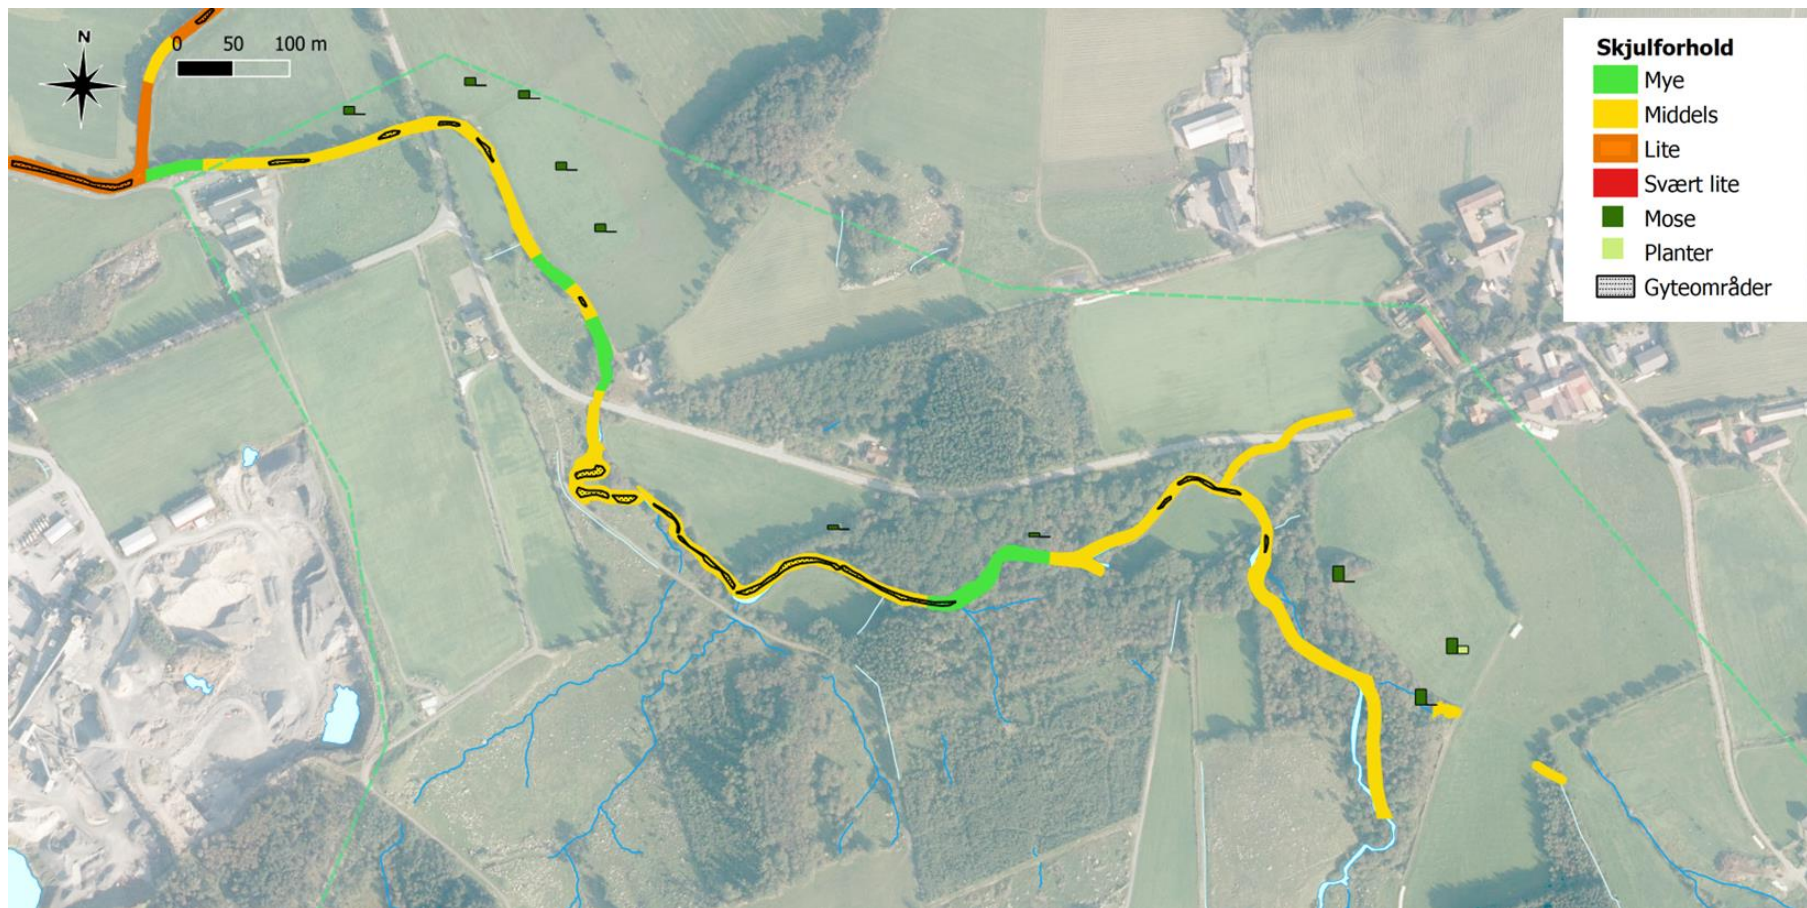 N
0 50 100 m
Skjulforhold
Mye
Middels
Lite
Svært lite
Mose
Planter
Gyteområder